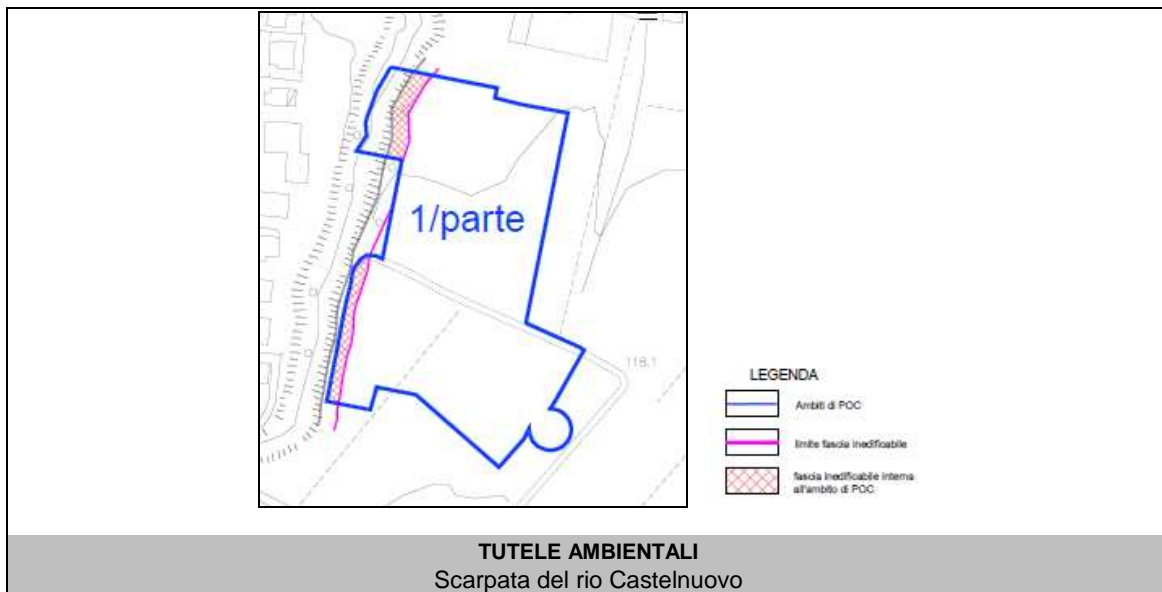 1/parte
118.1
LEGENDA
Ambiti di POC
limite fascia inedificabile
fascia inedificabile interna
all'ambito di POC
TUTELE AMBIENTALI
Scarpata del rio Castelnuovo